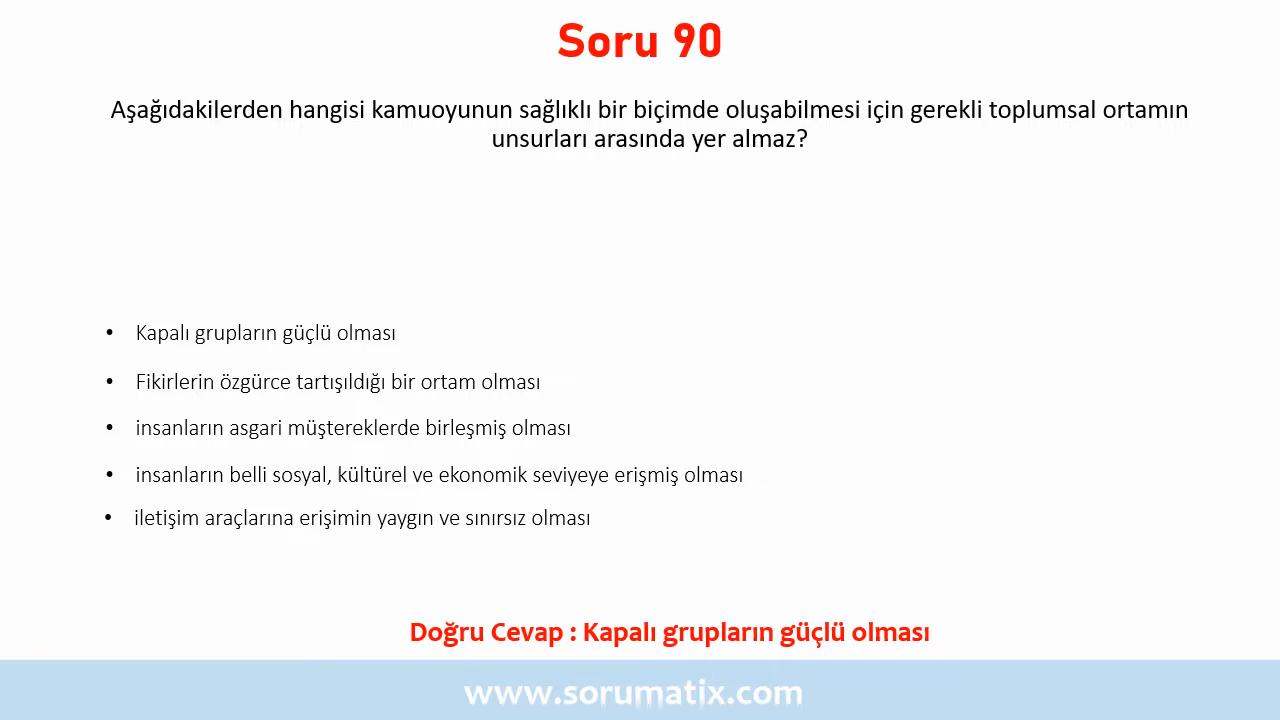 Soru 90
Aşağıdakilerden hangisi kamuoyunun sağlıklı bir biçimde oluşabilmesi için gerekli toplumsal ortamın
unsurları arasında yer almaz?
• Kapalı grupların güçlü olması
• Fikirlerin özgürce tartışıldığı bir ortam olması
• insanların asgari müştereklerde birleşmiş olması
• insanların belli sosyal, kültürel ve ekonomik seviyeye erişmiş olması
• iletişim araçlarına erişimin yaygın ve sınırsız olması
Doğru Cevap : Kapalı grupların güçlü olması
www.sorumatix.com